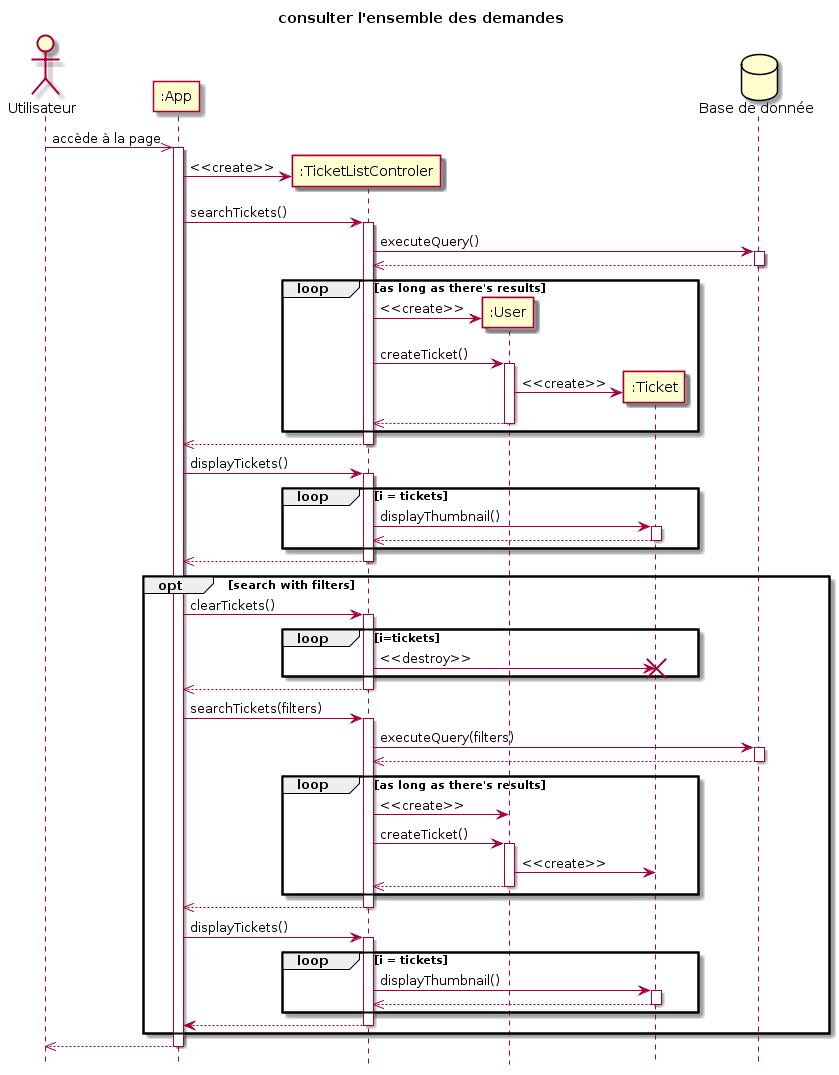 consulter l'ensemble des demandes
Utilisateur
:App
Base de donnée
accède à la page
<<create>>
:TicketListControler
searchTickets()
executeQuery()
loop
[as long as there's results]
<<create>>
:User
createTicket()
<<create>>
:Ticket
displayTickets()
loop
[i = tickets]
displayThumbnail()
opt
[search with filters]
clearTickets()
loop
[i=tickets]
<<destroy>>
searchTickets(filters)
executeQuery(filters)
loop
[as long as there's results]
<<create>>
createTicket()
<<create>>
displayTickets()
loop
[i = tickets]
displayThumbnail()